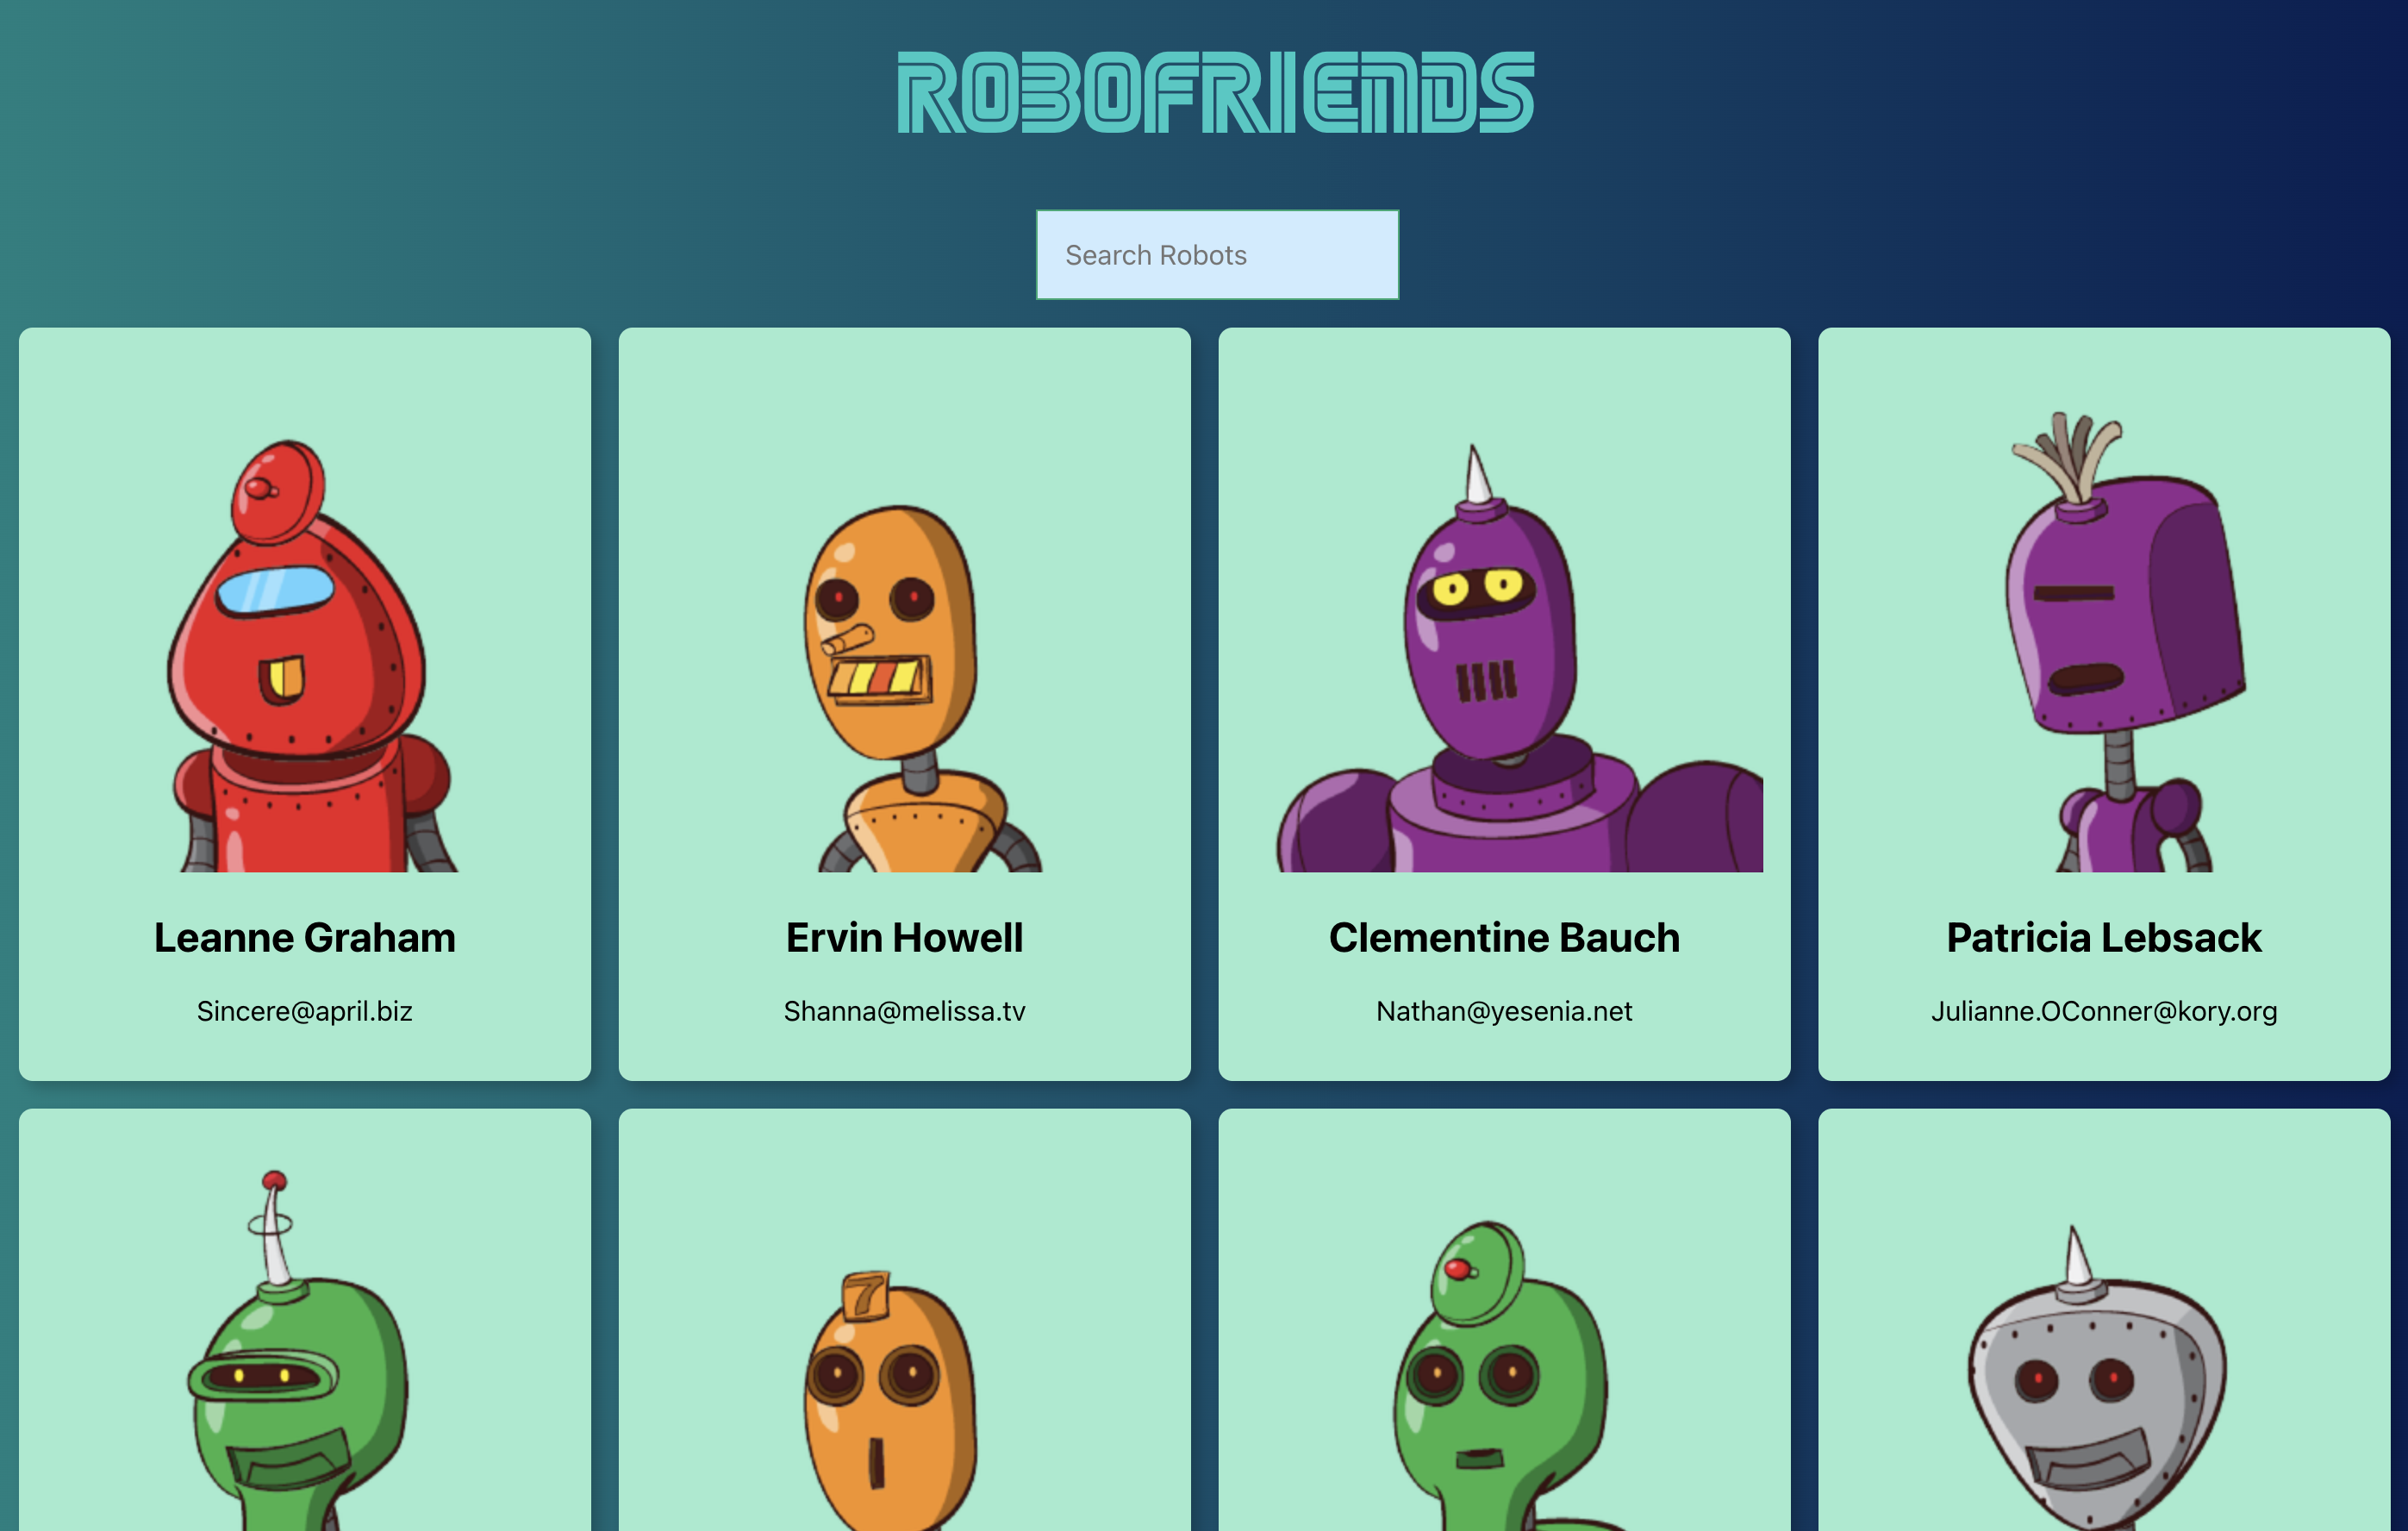 ROBOFRIENDS
Search Robots
Leanne Graham
Sincere@april.biz
Ervin Howell
Shanna@melissa.tv
Clementine Bauch
Nathan@yesenia.net
Patricia Lebsack
Julianne.OConner@kory.org
7